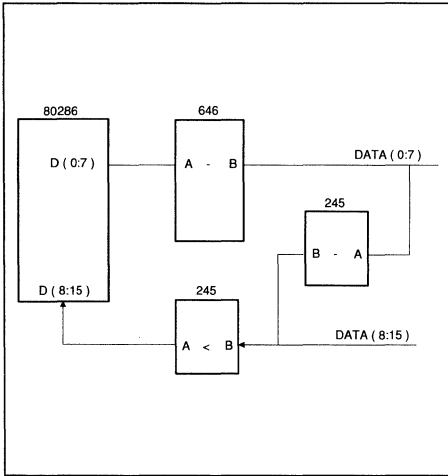 80286
646
D ( 0:7 )
A - B
DATA ( 0:7 )
245
B - A
D ( 8:15 )
245
A < B
DATA ( 8:15 )